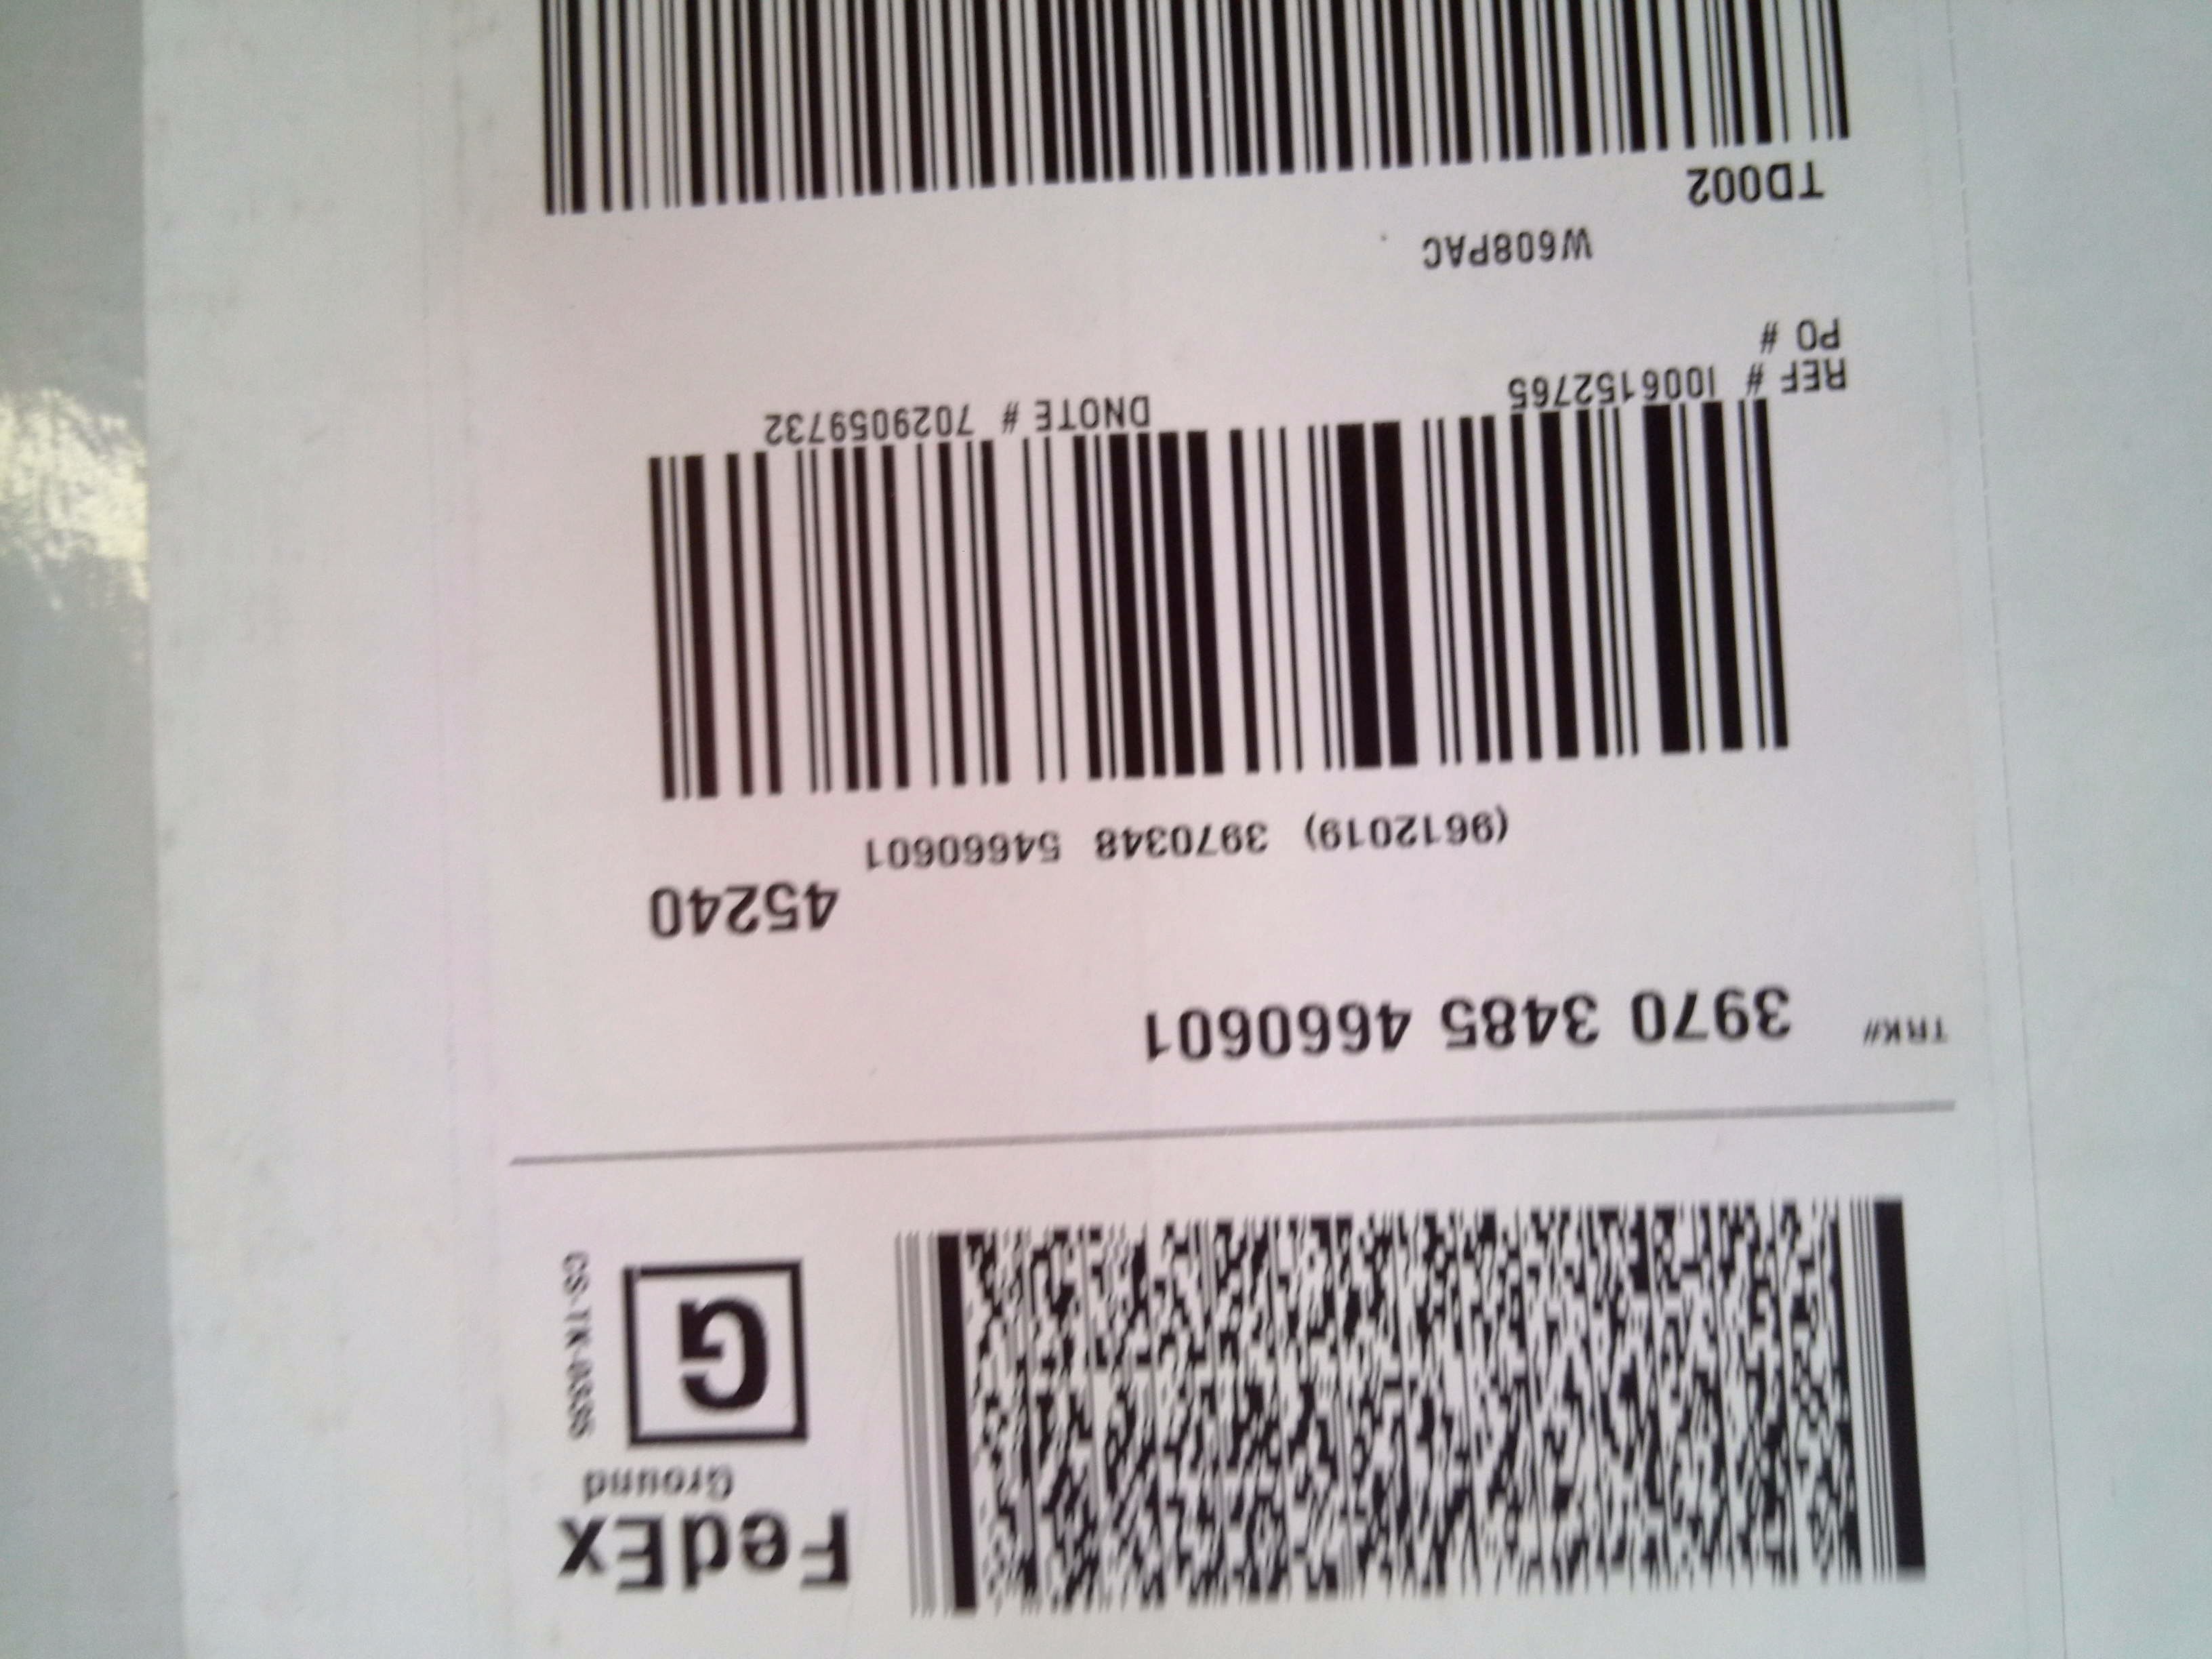 FedEx
Ground
G
TRK# 3970 3485 4660601
45240
(9612019) 3970348 54660601
REF # I006152765 DNOTE # 7029059732
PO #
W608PAC
TD002